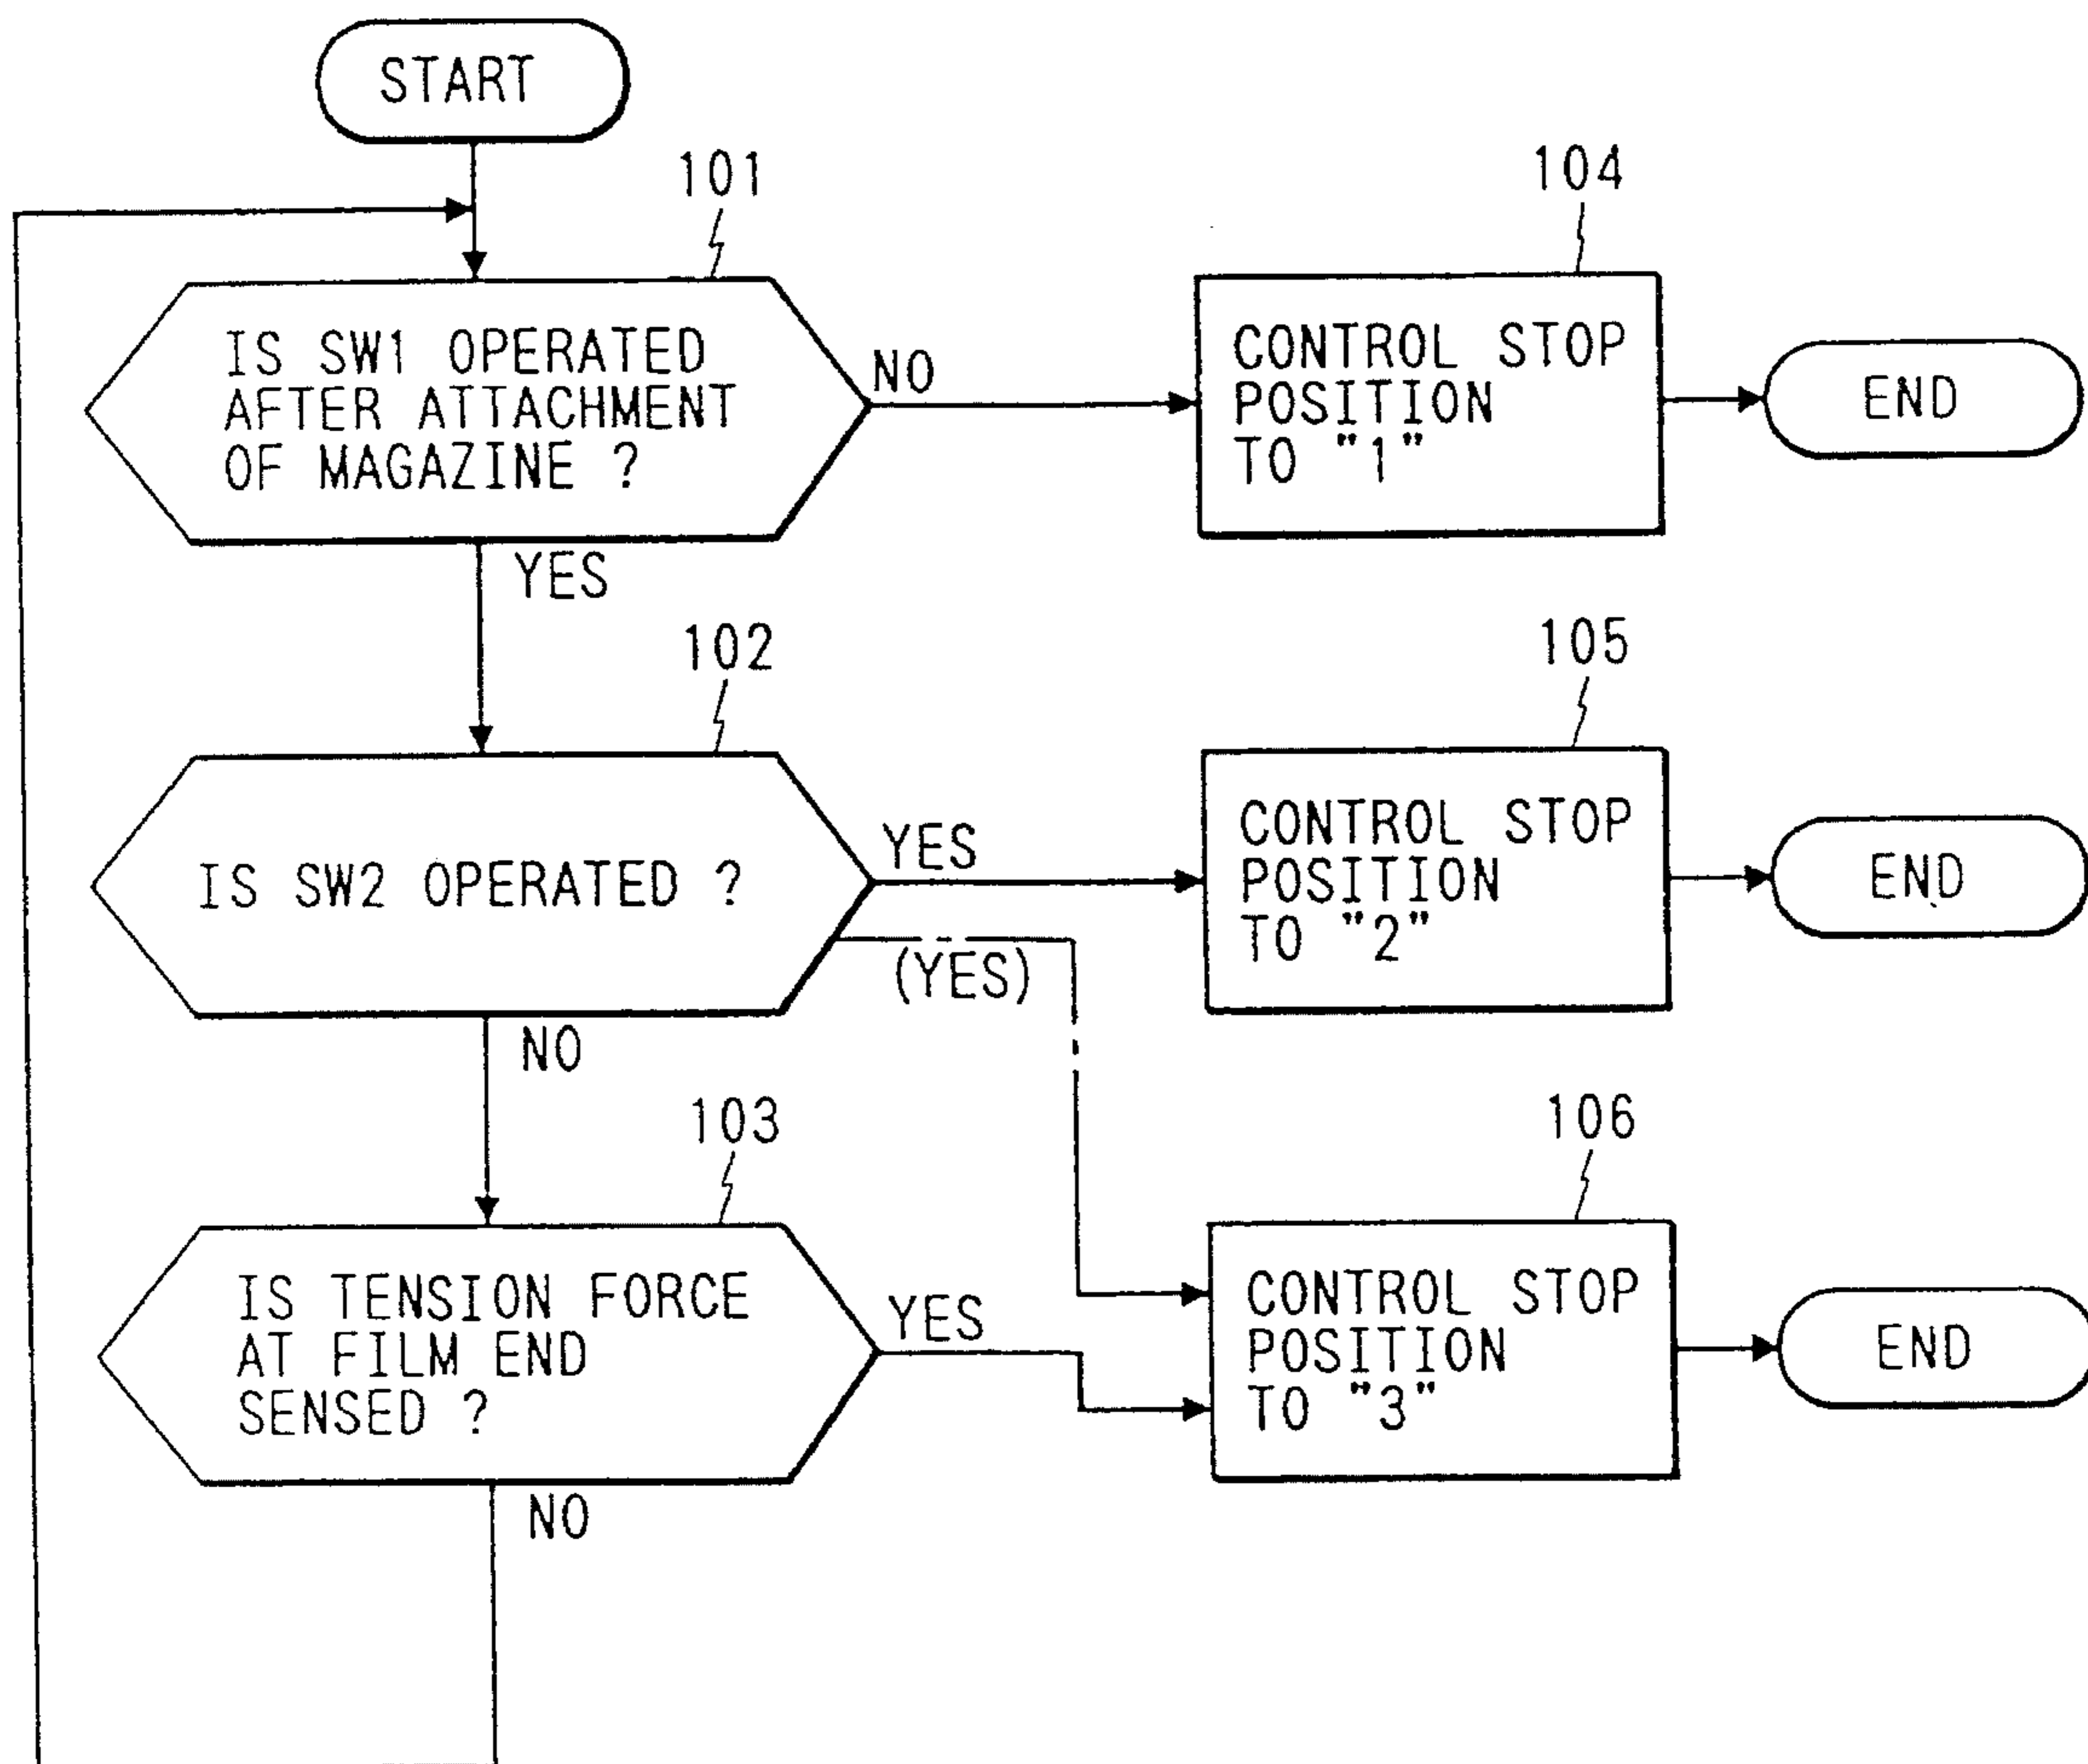 START
101
IS SW1 OPERATED
AFTER ATTACHMENT
OF MAGAZINE ?
NO
YES
104
CONTROL STOP
POSITION
TO "1"
END
102
IS SW2 OPERATED ?
YES
(YES)
NO
105
CONTROL STOP
POSITION
TO "2"
END
103
IS TENSION FORCE
AT FILM END
SENSED ?
YES
NO
106
CONTROL STOP
POSITION
TO "3"
END